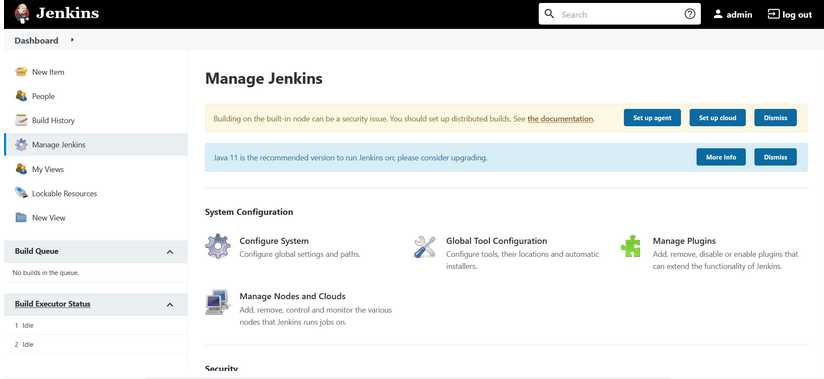 Jenkins
Search
admin
log out
Dashboard
New Item
People
Build History
Manage Jenkins
My Views
Lockable Resources
New View
Build Queue
No builds in the queue.
Build Executor Status
1 Idle
2 Idle
Manage Jenkins
Building on the built-in node can be a security issue. You should set up distributed builds. See the documentation.
Set up agent
Set up cloud
Dismiss
Java 11 is the recommended version to run Jenkins on; please consider upgrading.
More Info
Dismiss
System Configuration
Configure System
Configure global settings and paths.
Global Tool Configuration
Configure tools, their locations and automatic
installers.
Manage Plugins
Add, remove, disable or enable plugins that
can extend the functionality of Jenkins.
Manage Nodes and Clouds
Add, remove, control and monitor the various
nodes that Jenkins runs jobs on.
Security